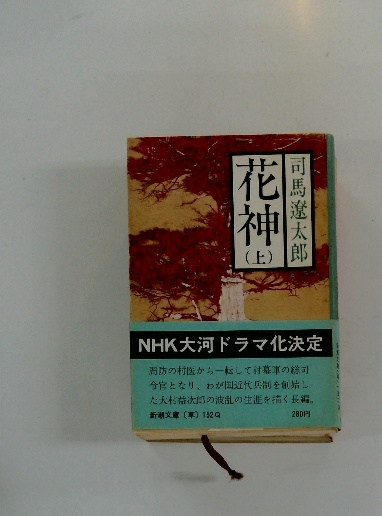 司馬遼太郎
花神
(上)
NHK大河ドラマ化決定
周防の村医から一転して討幕軍の総司
令官となり、わが国近代兵制を創始し
た大村益次郎の波乱の生涯を描く長編。
新潮文庫〔草〕152G
280円